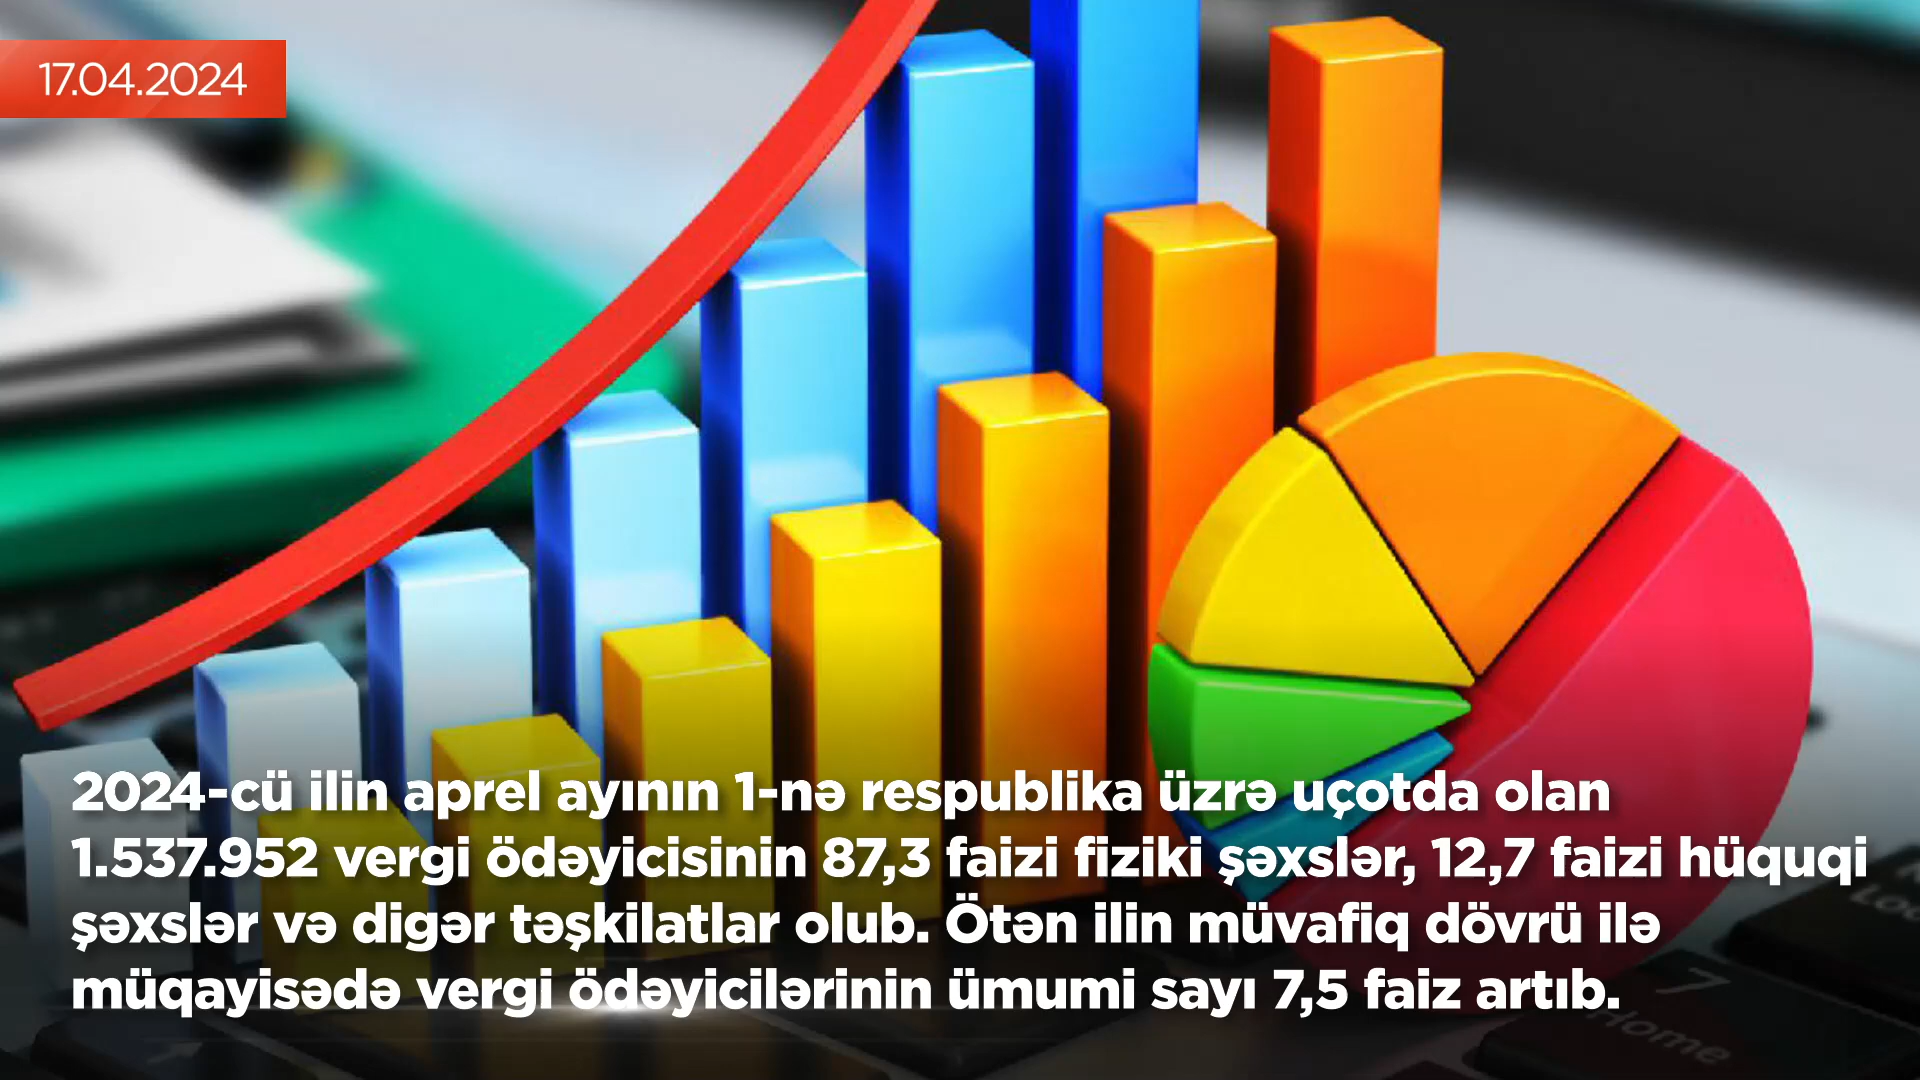 17.04.2024
2024-cü ilin aprel ayının 1-nə respublika üzrə uçotda olan
1.537.952 vergi ödəyicisinin 87,3 faizi fiziki şəxslər, 12,7 faizi hüquqi
şəxslər və digər təşkilatlar olub. Ötən ilin müvafiq dövrü ilə
müqayisədə vergi ödəyicilərinin ümumi sayı 7,5 faiz artıb.
7
Home